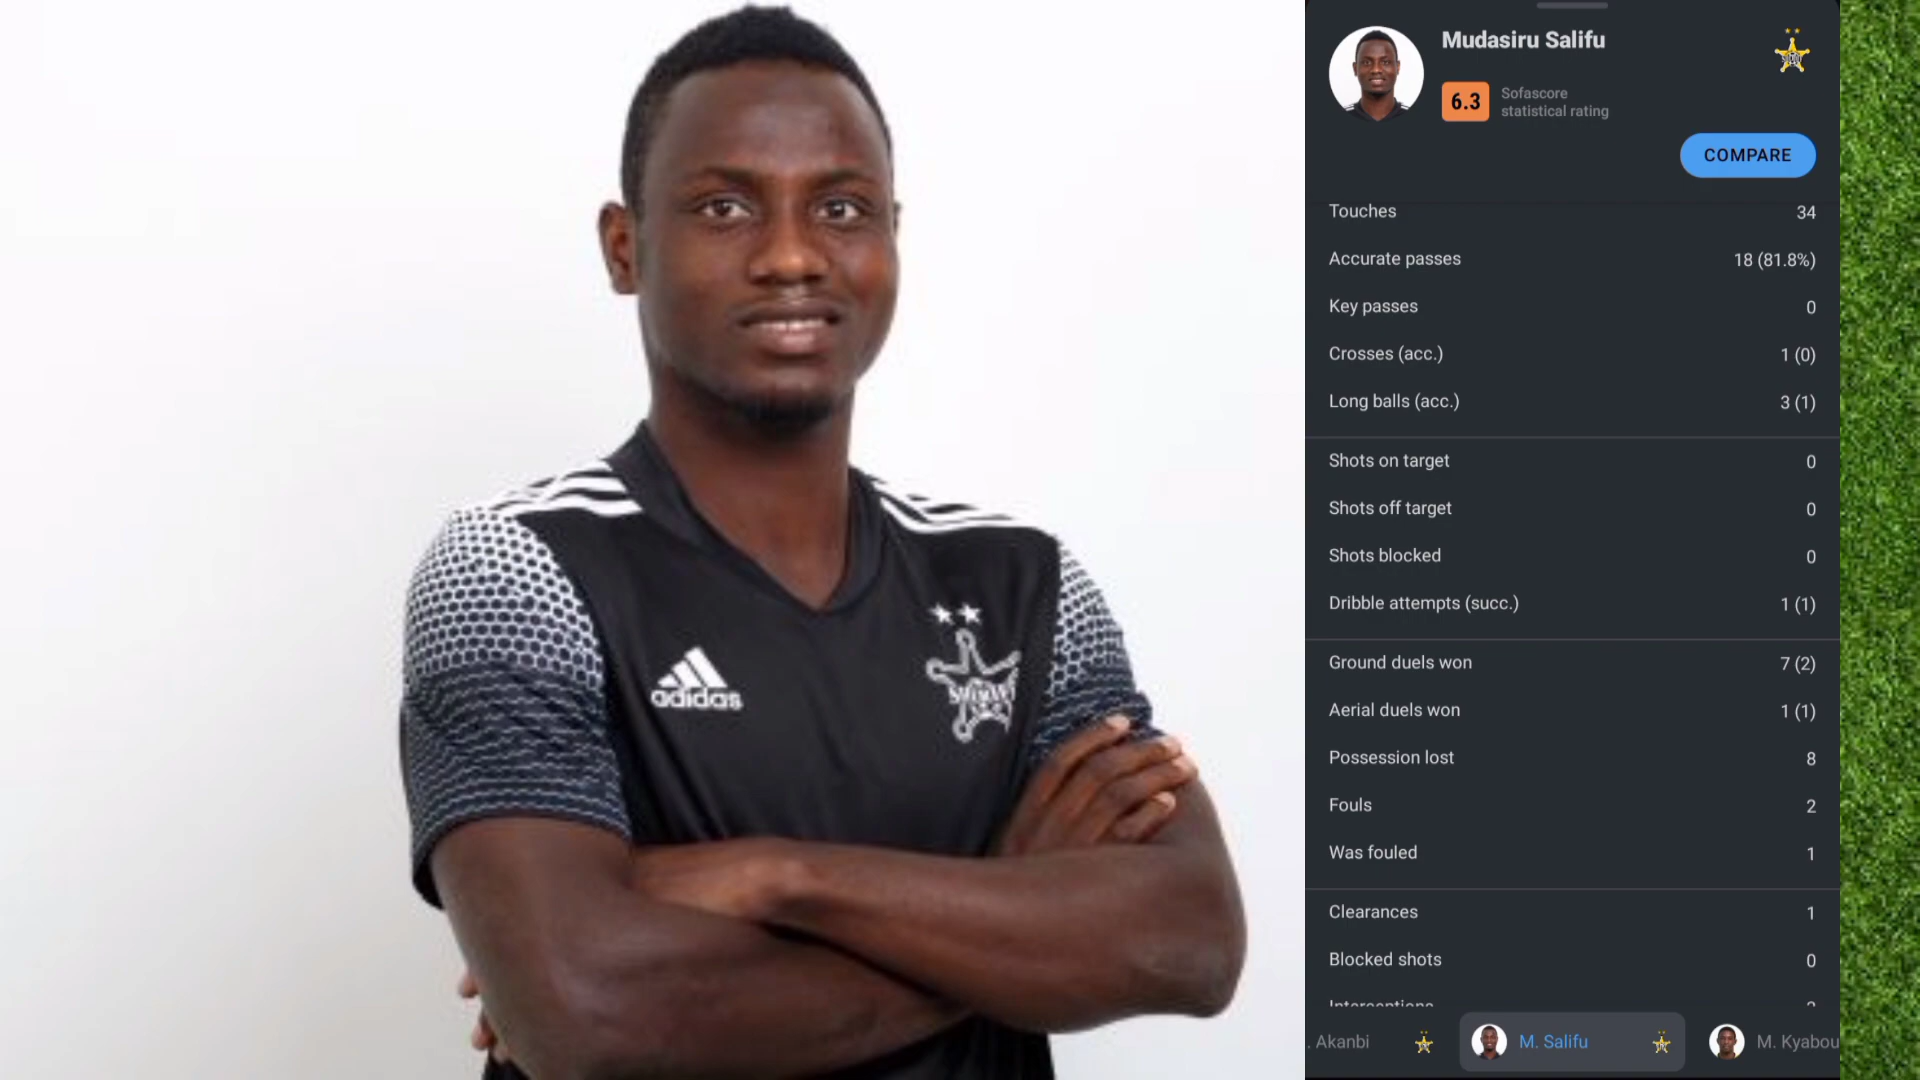 adidas
Mudasiru Salifu
6.3
Sofascore
statistical rating
COMPARE
Touches 34
Accurate passes 18 (81.8%)
Key passes 0
Crosses (acc.) 1 (0)
Long balls (acc.) 3 (1)
Shots on target 0
Shots off target 0
Shots blocked 0
Dribble attempts (succ.) 1 (1)
Ground duels won 7 (2)
Aerial duels won 1 (1)
Possession lost 8
Fouls 2
Was fouled 1
Clearances 1
Blocked shots 0
Interceptions
. Akanbi M. Salifu M. Kyabou